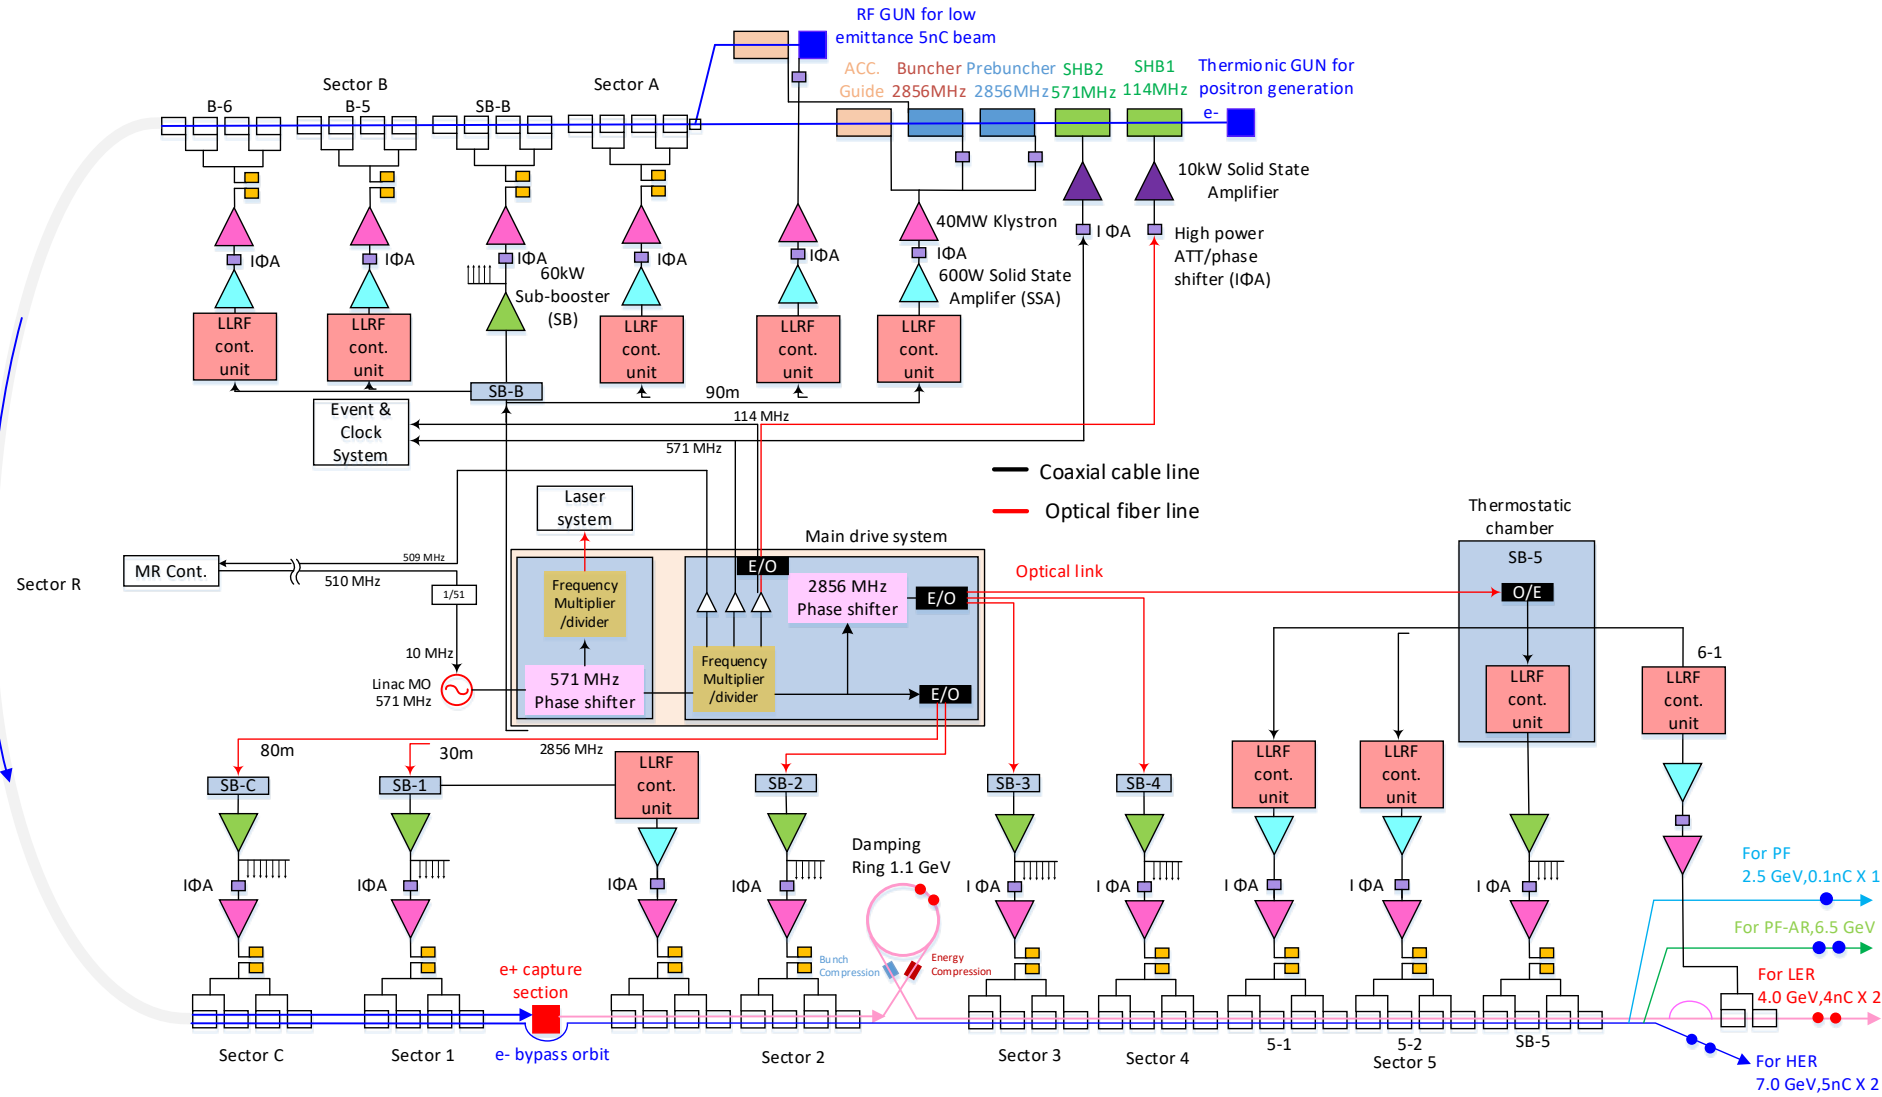 RF GUN for low
emittance 5nC beam
Sector B
Sector A
B-6
B-5
SB-B
ACC.
Guide
Buncher
2856MHz
Prebuncher
2856MHz
SHB2
571MHz
SHB1
114MHz
Thermionic GUN for
positron generation
e-
10kW Solid State
Amplifier
40MW Klystron
I ΦA
High power
ATT/phase
shifter (IΦA)
IΦA
IΦA
IΦA
IΦA
IΦA
IΦA
60kW
Sub-booster
(SB)
600W Solid State
Amplifer (SSA)
LLRF
cont.
unit
LLRF
cont.
unit
LLRF
cont.
unit
LLRF
cont.
unit
LLRF
cont.
unit
SB-B
90m
Event &
Clock
System
114 MHz
571 MHz
Coaxial cable line
Optical fiber line
Laser
system
Main drive system
Thermostatic
chamber
SB-5
O/E
MR Cont.
509 MHz
510 MHz
1/51
Sector R
10 MHz
Linac MO
571 MHz
Frequency
Multiplier
/divider
571 MHz
Phase shifter
E/O
2856 MHz
Phase shifter
E/O
Frequency
Multiplier
/divider
E/O
Optical link
LLRF
cont.
unit
6-1
LLRF
cont.
unit
80m
30m
2856 MHz
SB-C
SB-1
LLRF
cont.
unit
SB-2
SB-3
SB-4
LLRF
cont.
unit
LLRF
cont.
unit
IΦA
IΦA
IΦA
I ΦA
I ΦA
I ΦA
I ΦA
I ΦA
Damping
Ring 1.1 GeV
Bunch
Compression
Energy
Compression
e+ capture
section
e- bypass orbit
For PF
2.5 GeV,0.1nC X 1
For PF-AR,6.5 GeV
For LER
4.0 GeV,4nC X 2
For HER
7.0 GeV,5nC X 2
Sector C
Sector 1
Sector 2
Sector 3
Sector 4
5-1
5-2
Sector 5
SB-5